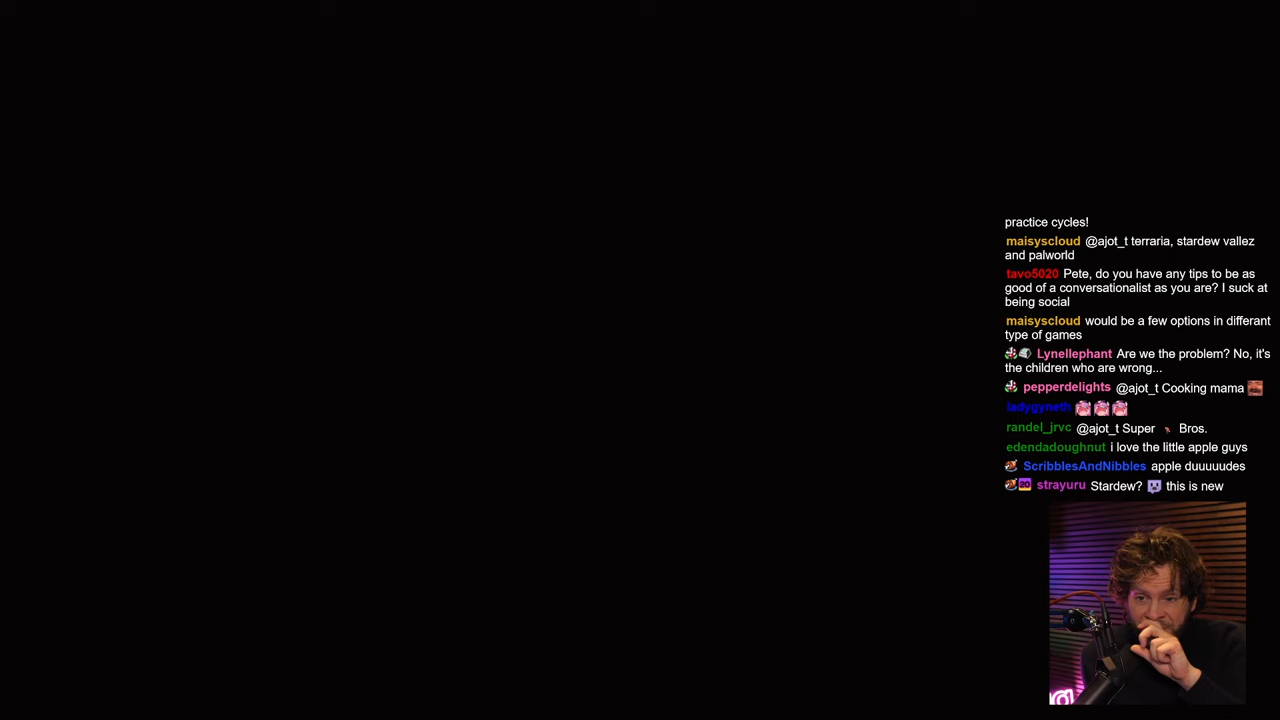 practice cycles!
maisyscloud @ajot_t terraria, stardew vallez
and palworld
tavo5020 Pete, do you have any tips to be as
good of a conversationalist as you are? I suck at
being social
maisyscloud would be a few options in differant
type of games
Lynellephant Are we the problem? No, it's
the children who are wrong...
pepperdelights @ajot_t Cooking mama
ladygyneth
randel_jrvc @ajot_t Super Bros.
edendadoughnut i love the little apple guys
ScribblesAndNibbles apple duuuuudes
strayuru Stardew? this is new